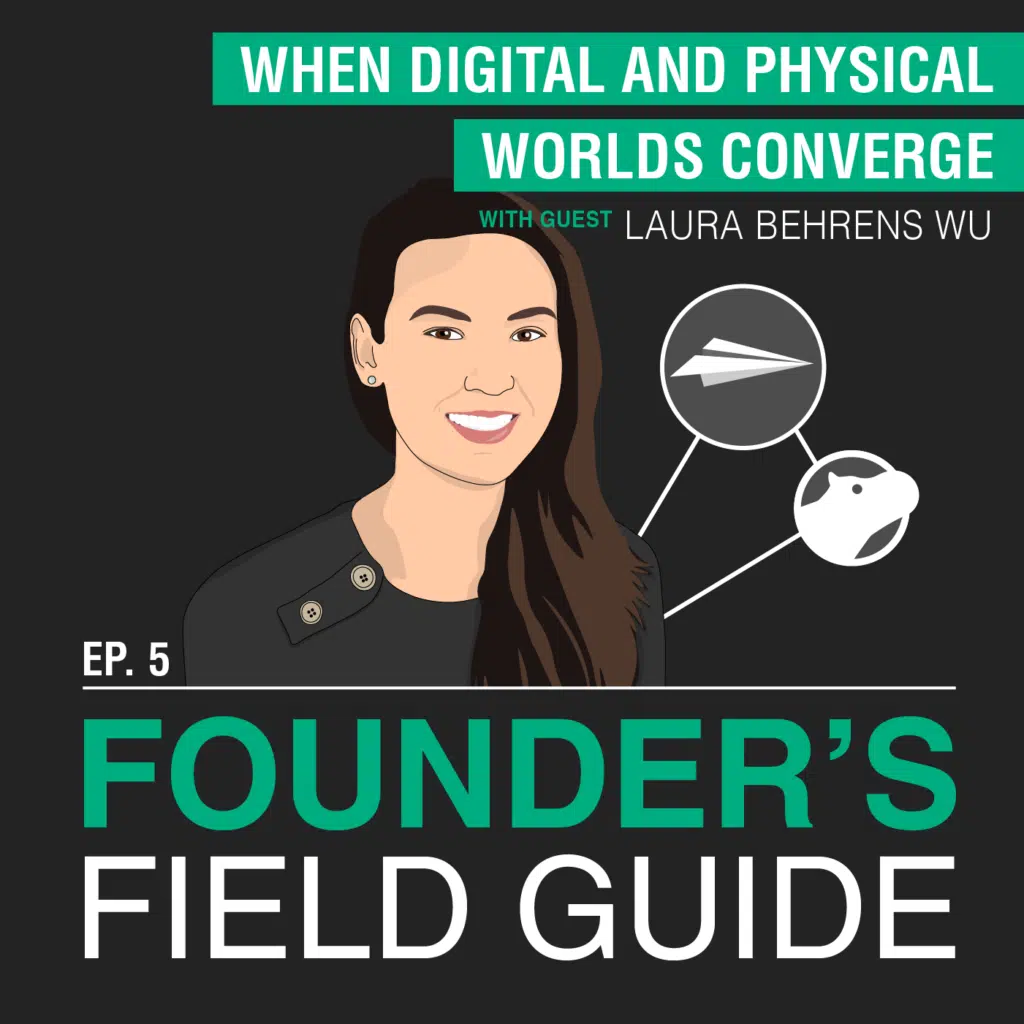 WHEN DIGITAL AND PHYSICAL
WORLDS CONVERGE
WITH GUEST LAURA BEHRENS WU
EP. 5
FOUNDER’S
FIELD GUIDE